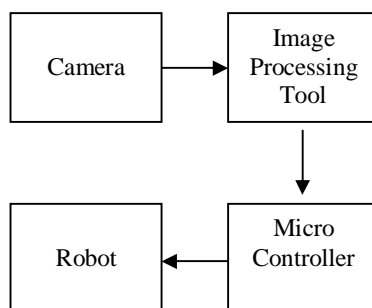 Camera
Image
Processing
Tool
Robot
Micro
Controller